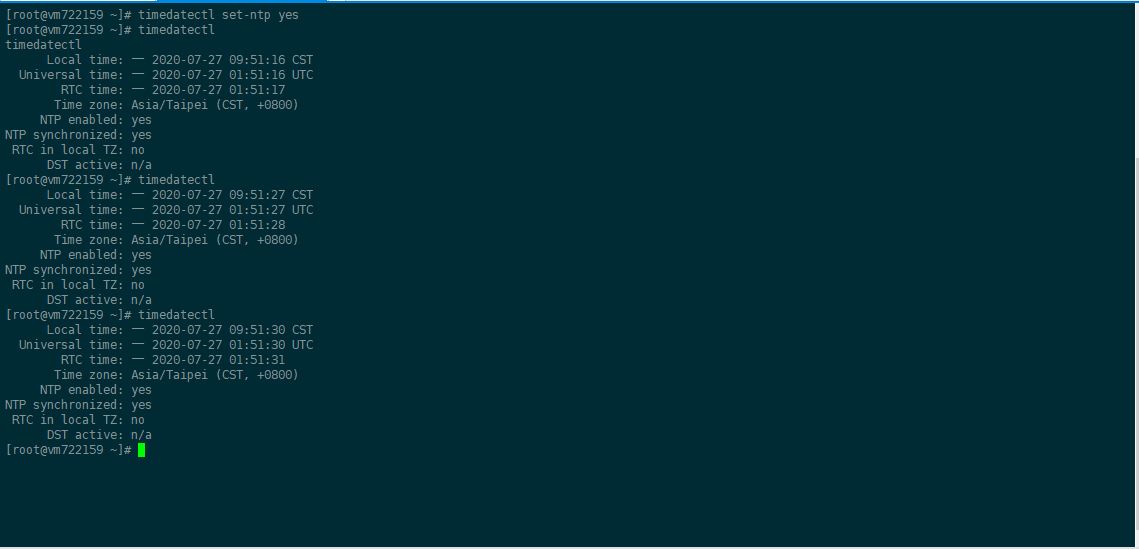 [root@vm722159 ~]# timedatectl set-ntp yes
[root@vm722159 ~]# timedatectl
timedatectl
      Local time: 一 2020-07-27 09:51:16 CST
  Universal time: 一 2020-07-27 01:51:16 UTC
        RTC time: 一 2020-07-27 01:51:17
       Time zone: Asia/Taipei (CST, +0800)
     NTP enabled: yes
NTP synchronized: yes
 RTC in local TZ: no
      DST active: n/a
[root@vm722159 ~]# timedatectl
      Local time: 一 2020-07-27 09:51:27 CST
  Universal time: 一 2020-07-27 01:51:27 UTC
        RTC time: 一 2020-07-27 01:51:28
       Time zone: Asia/Taipei (CST, +0800)
     NTP enabled: yes
NTP synchronized: yes
 RTC in local TZ: no
      DST active: n/a
[root@vm722159 ~]# timedatectl
      Local time: 一 2020-07-27 09:51:30 CST
  Universal time: 一 2020-07-27 01:51:30 UTC
        RTC time: 一 2020-07-27 01:51:31
       Time zone: Asia/Taipei (CST, +0800)
     NTP enabled: yes
NTP synchronized: yes
 RTC in local TZ: no
      DST active: n/a
[root@vm722159 ~]#